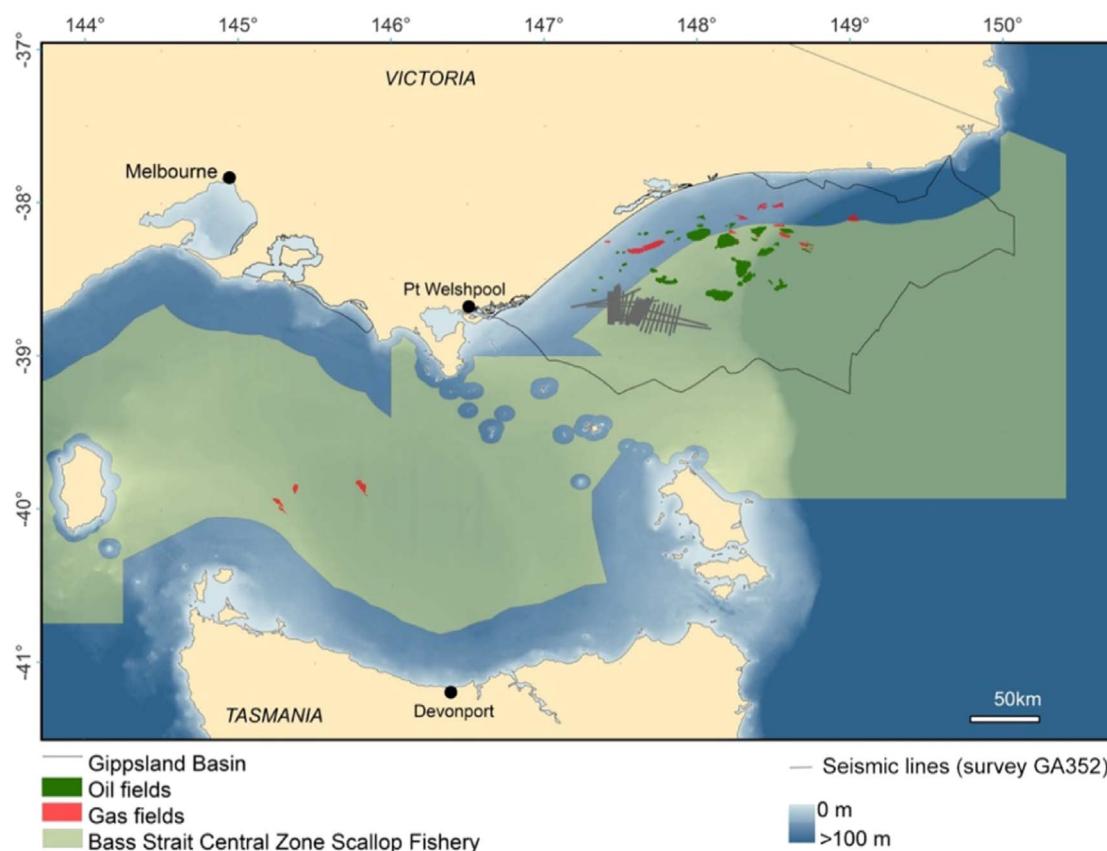 144° 145° 146° 147° 148° 149° 150°
-37°
VICTORIA
Melbourne
-38°
Pt Welshpool
-39°
-40°
-41°
50km
TASMANIA
Devonport
Gippsland Basin
Oil fields
Gas fields
Bass Strait Central Zone Scallop Fishery
Seismic lines (survey GA352)
0 m
>100 m